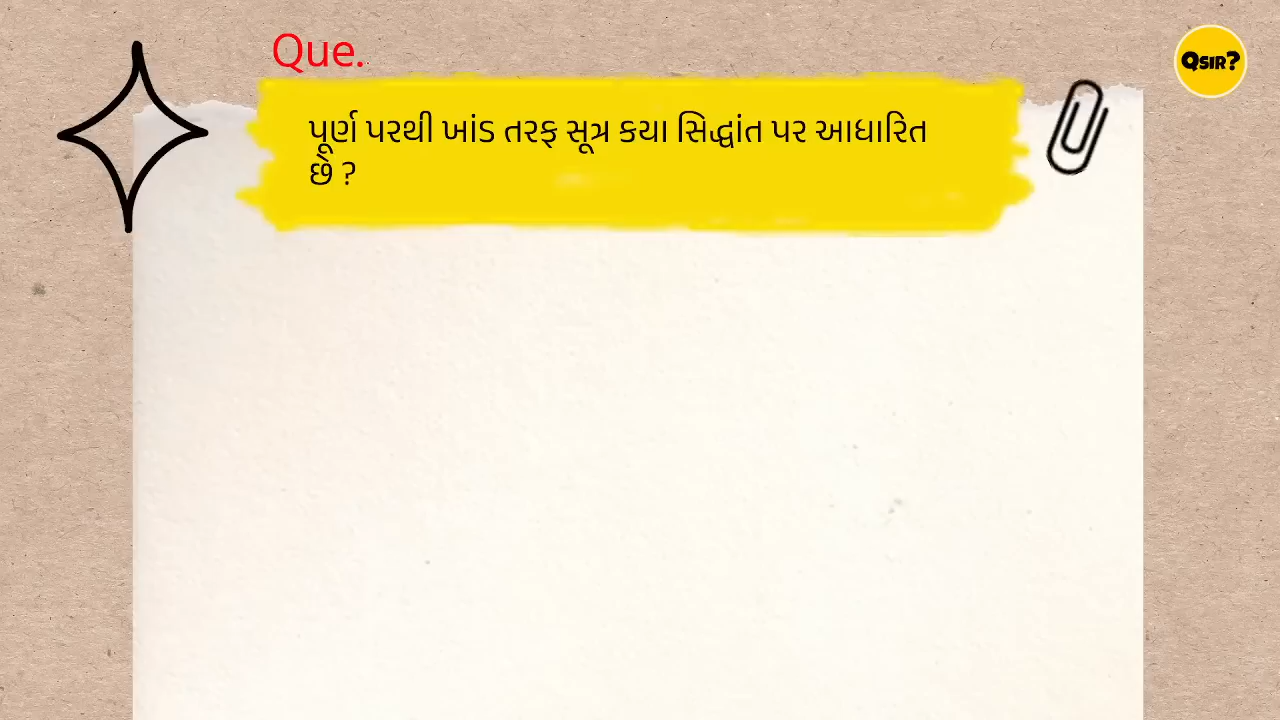 Que.
QSIR?
પૂર્ણ પરથી ખાંડ તરફ સૂત્ર કયા સિદ્ધાંત પર આધારિત
છે ?